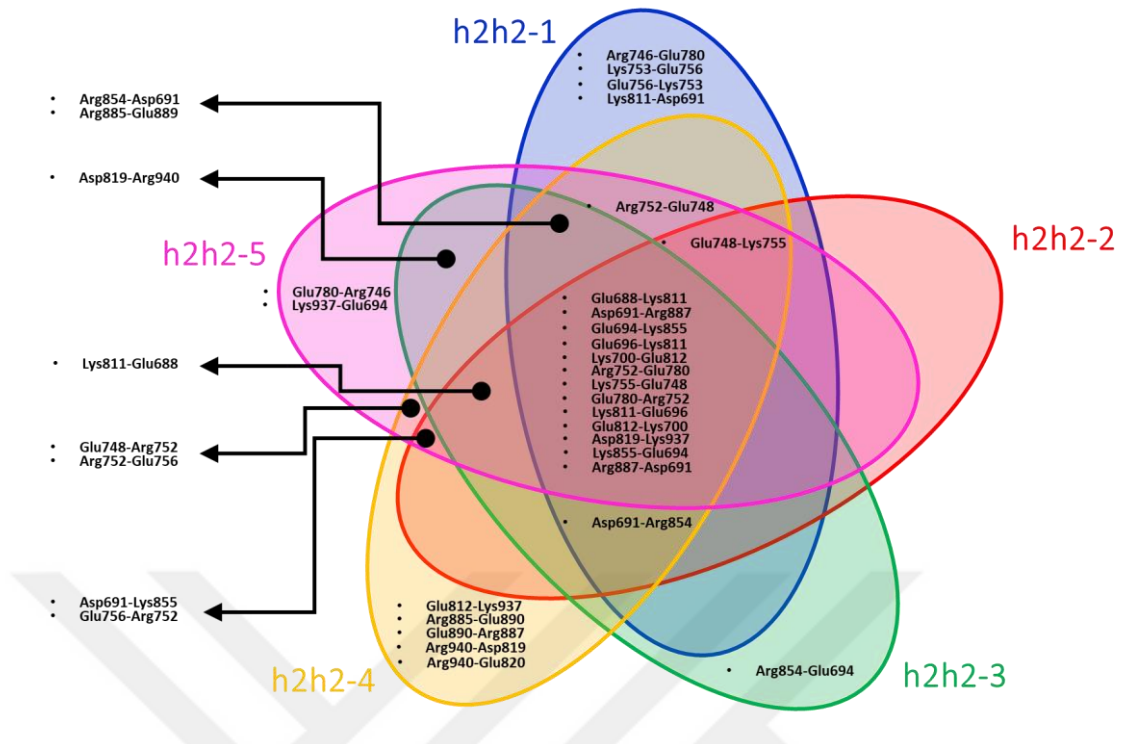 h2h2-1
• Arg746-Glu780
• Lys753-Glu756
• Glu756-Lys753
• Lys811-Asp691
• Arg854-Asp691
• Arg885-Glu889
• Asp819-Arg940
• Arg752-Glu748
• Glu748-Lys755
h2h2-2
h2h2-5
• Glu780-Arg746
• Lys937-Glu694
• Glu688-Lys811
• Asp691-Arg887
• Glu694-Lys855
• Glu696-Lys811
• Lys700-Glu812
• Arg752-Glu780
• Lys755-Glu748
• Glu780-Arg752
• Lys811-Glu696
• Glu812-Lys700
• Asp819-Lys937
• Lys855-Glu694
• Arg887-Asp691
• Lys811-Glu688
• Glu748-Arg752
• Arg752-Glu756
• Asp691-Arg854
• Asp691-Lys855
• Glu756-Arg752
• Glu812-Lys937
• Arg885-Glu890
• Glu890-Arg887
• Arg940-Asp819
• Arg940-Glu820
h2h2-4
• Arg854-Glu694
h2h2-3